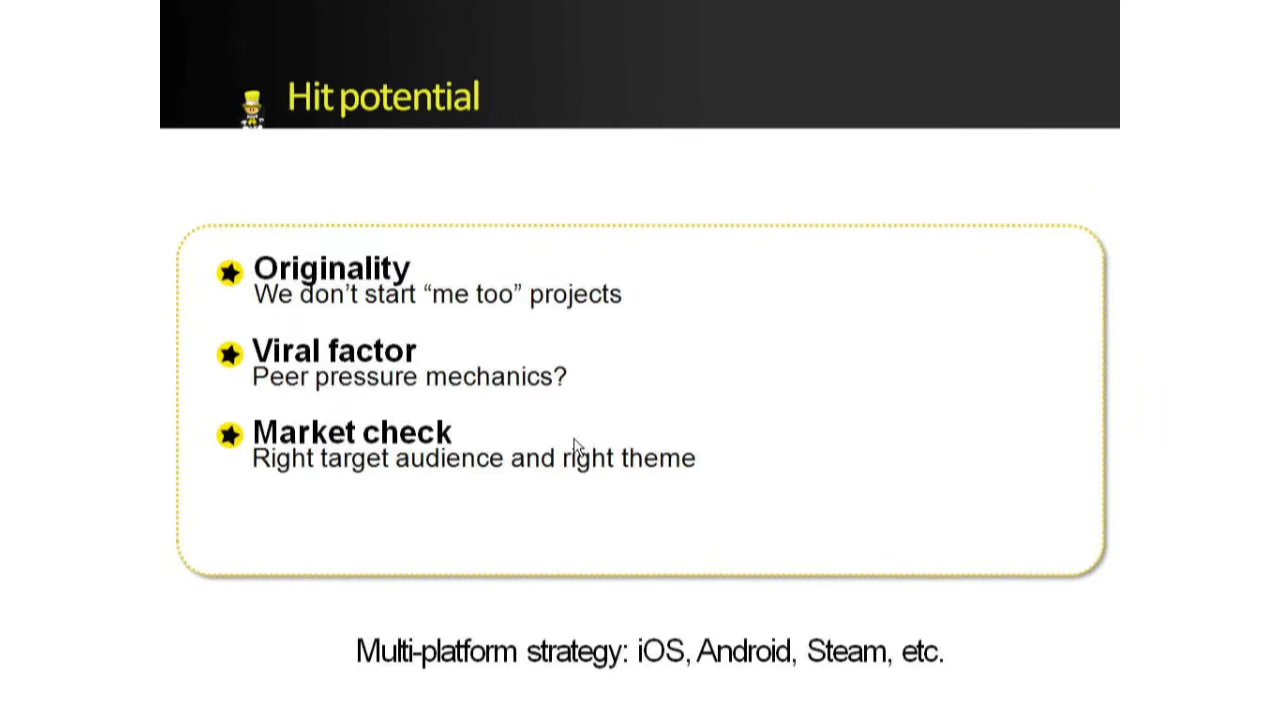 Hit potential
Originality
We don’t start “me too” projects
Viral factor
Peer pressure mechanics?
Market check
Right target audience and right theme
Multi-platform strategy: iOS, Android, Steam, etc.